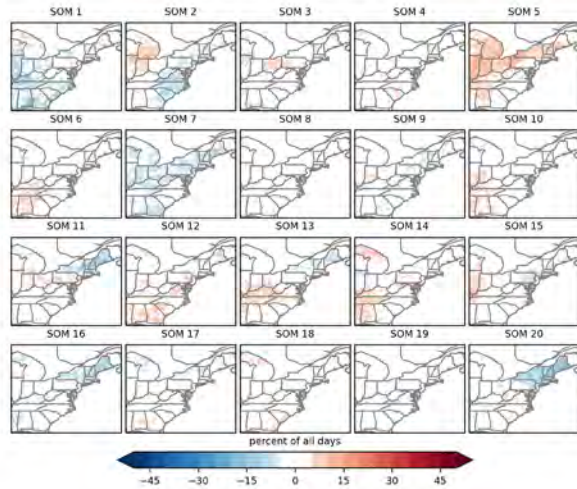 SOM 1 SOM 2 SOM 3 SOM 4 SOM 5
SOM 6 SOM 7 SOM 8 SOM 9 SOM 10
SOM 11 SOM 12 SOM 13 SOM 14 SOM 15
SOM 16 SOM 17 SOM 18 SOM 19 SOM 20
percent of all days
−45 −30 −15 0 15 30 45